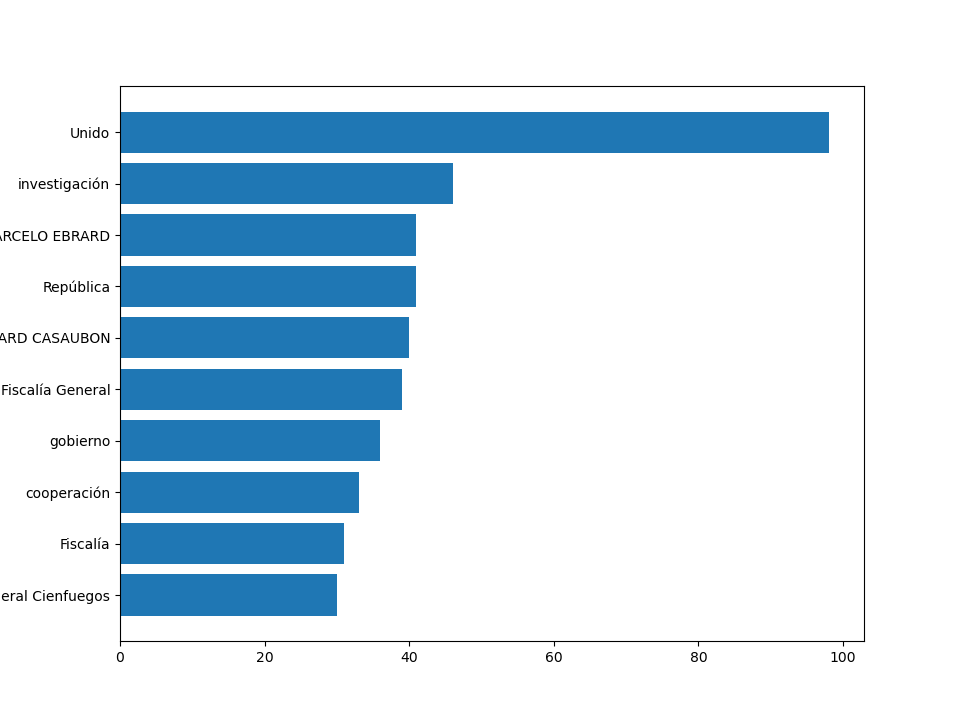 Unido
investigación
ARCELO EBRARD
República
ARD CASAUBON
Fiscalía General
gobierno
cooperación
Fiscalía
eral Cienfuegos
0 20 40 60 80 100